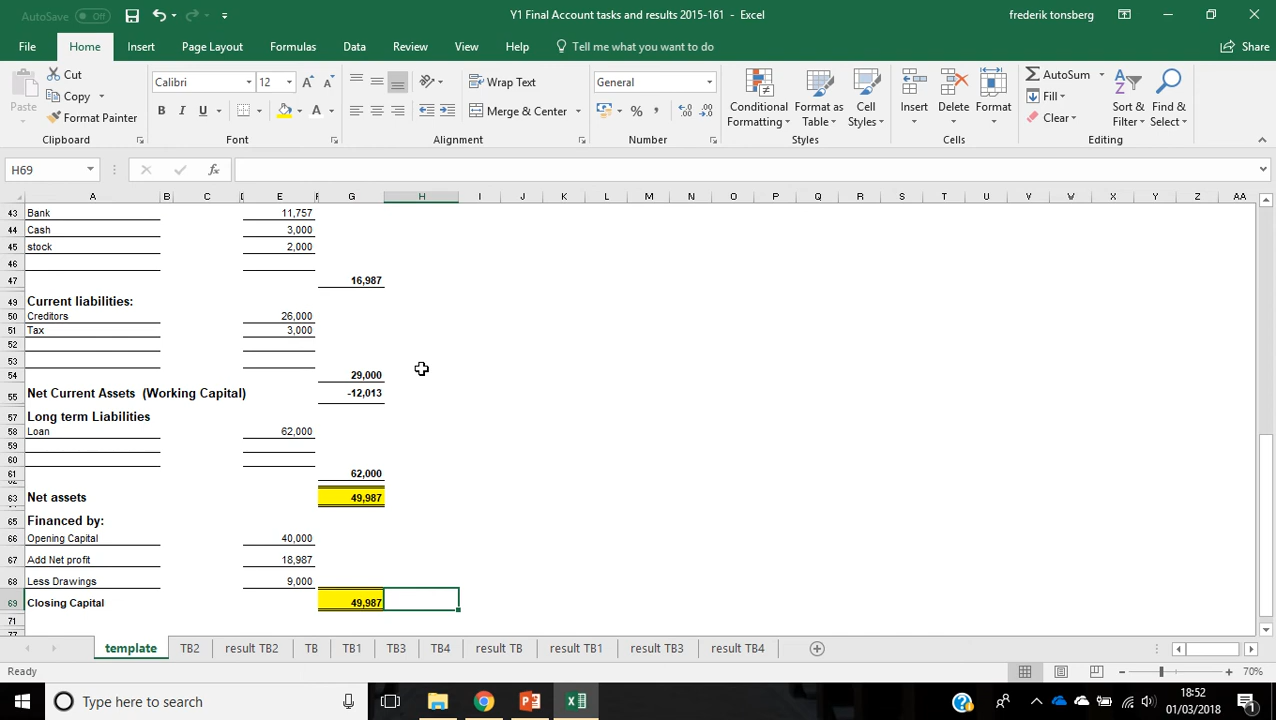 AutoSave Off
Y1 Final Account tasks and results 2015-161 - Excel
frederik tonsberg
File Home Insert Page Layout Formulas Data Review View Help Tell me what you want to do Share
Paste
Cut
Copy
Format Painter
Calibri 12
B I U
Wrap Text
Merge & Center
General
Conditional Formatting
Format as Table
Cell Styles
Insert
Delete
Format
AutoSum
Fill
Clear
Sort & Filter
Find & Select
Clipboard Font Alignment Number Styles Cells Editing
H69
A B C E F G H I J K L M N O P Q R S T U V W X Y Z AA
43 Bank 11,757
44 Cash 3,000
45 stock 2,000
46
47 16,987
49 Current liabilities:
50 Creditors 26,000
51 Tax 3,000
52
53
54 29,000
55 Net Current Assets (Working Capital) -12,013
57 Long term Liabilities
58 Loan 62,000
59
60
61 62,000
63 Net assets 49,987
65 Financed by:
66 Opening Capital 40,000
67 Add Net profit 18,987
68 Less Drawings 9,000
69 Closing Capital 49,987
71
template TB2 result TB2 TB TB1 TB3 TB4 result TB result TB1 result TB3 result TB4
Ready
70%
Type here to search
18:52
01/03/2018